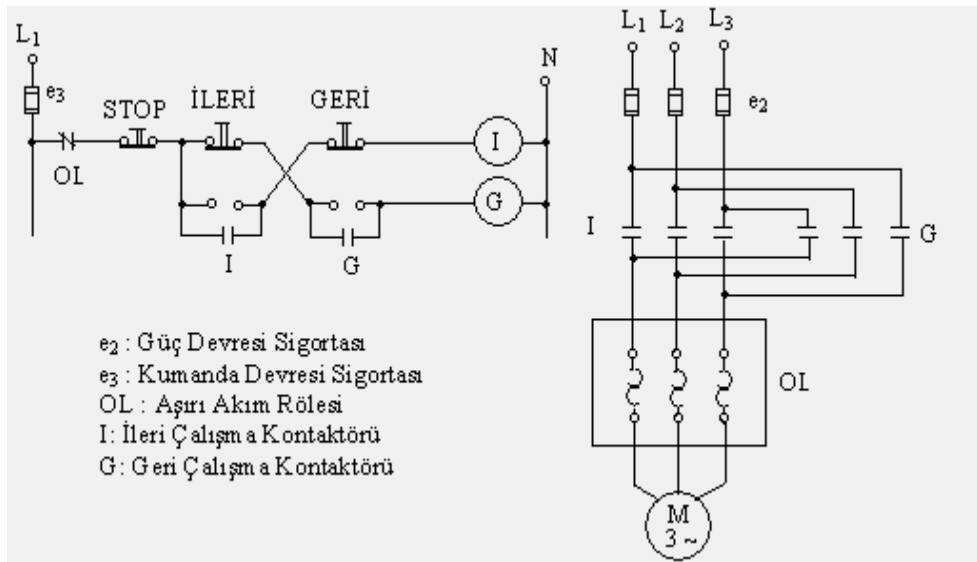 L1
e3
STOP
İLERİ
GERİ
N
OL
I
G
I
G
L1 L2 L3
e2
I
G
OL
M
3 ~
e2 : Güç Devresi Sigortası
e3 : Kumanda Devresi Sigortası
OL : Aşırı Akım Rölesi
I: İleri Çalışma Kontaktörü
G: Geri Çalışma Kontaktörü